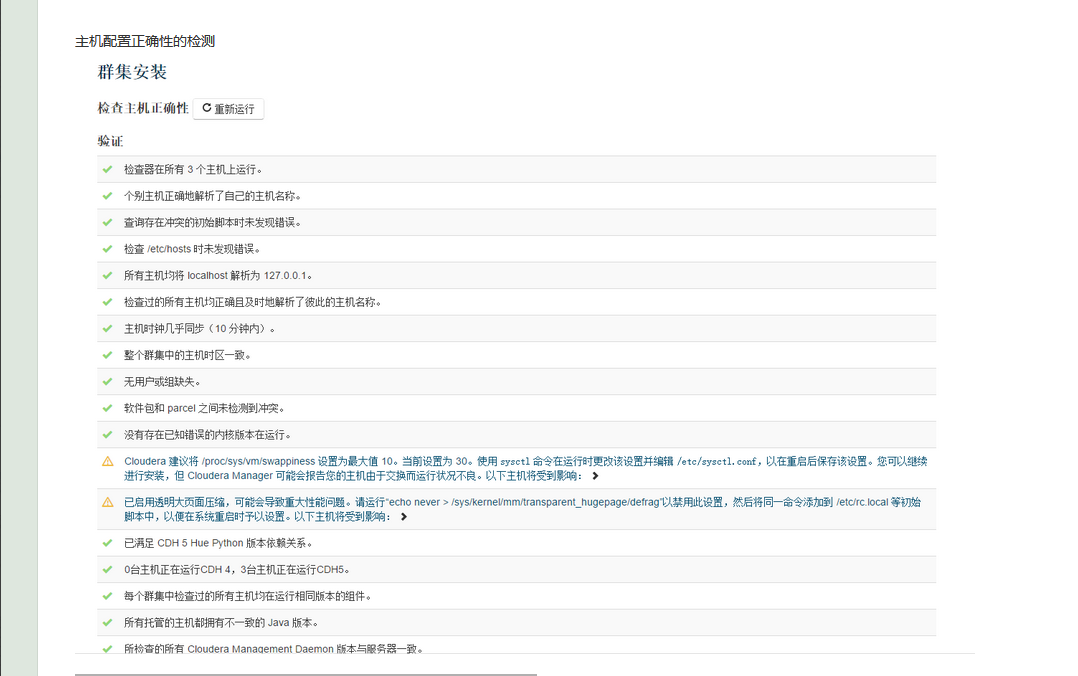 主机配置正确性的检测
群集安装
检查主机正确性 重新运行
验证
检查器在所有 3 个主机上运行。
个别主机正确地解析了自己的主机名称。
查询存在冲突的初始脚本时未发现错误。
检查 /etc/hosts 时未发现错误。
所有主机均将 localhost 解析为 127.0.0.1。
检查过的所有主机均正确且及时地解析了彼此的主机名称。
主机时钟几乎同步（10 分钟内）。
整个群集中的主机时区一致。
无用户或组缺失。
软件包和 parcel 之间未检测到冲突。
没有存在已知错误的内核版本在运行。
Cloudera 建议将 /proc/sys/vm/swappiness 设置为最大值 10。当前设置为 30。使用 sysctl 命令在运行时更改该设置并编辑 /etc/sysctl.conf，以在重启后保存该设置。您可以继续
进行安装，但 Cloudera Manager 可能会报告您的主机由于交换而运行状况不良。以下主机将受到影响：
已启用透明大页面压缩，可能会导致重大性能问题。请运行“echo never > /sys/kernel/mm/transparent_hugepage/defrag”以禁用此设置，然后将同一命令添加到 /etc/rc.local 等初始
脚本中，以便在系统重启时予以设置。以下主机将受到影响：
已满足 CDH 5 Hue Python 版本依赖关系。
0台主机正在运行CDH 4，3台主机正在运行CDH5。
每个群集中检查过的所有主机均在运行相同版本的组件。
所有托管的主机都拥有不一致的 Java 版本。
所检查的所有 Cloudera Management Daemon 版本与服务器一致。